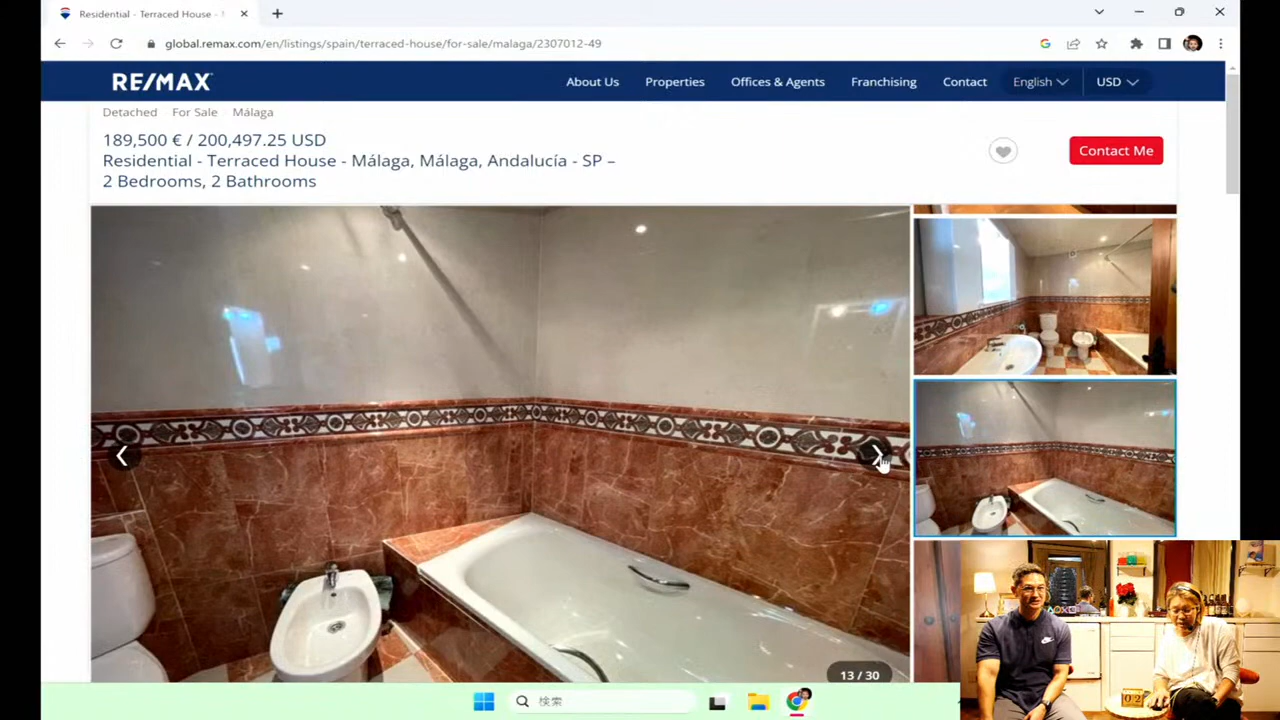 Residential - Terraced House -
global.remax.com/en/listings/spain/terraced-house/for-sale/malaga/2307012-49
RE/MAX
About Us
Properties
Offices & Agents
Franchising
Contact
English
USD
Detached
For Sale
Málaga
189,500 € / 200,497.25 USD
Residential - Terraced House - Málaga, Málaga, Andalucía - SP –
2 Bedrooms, 2 Bathrooms
Contact Me
13 / 30
検索